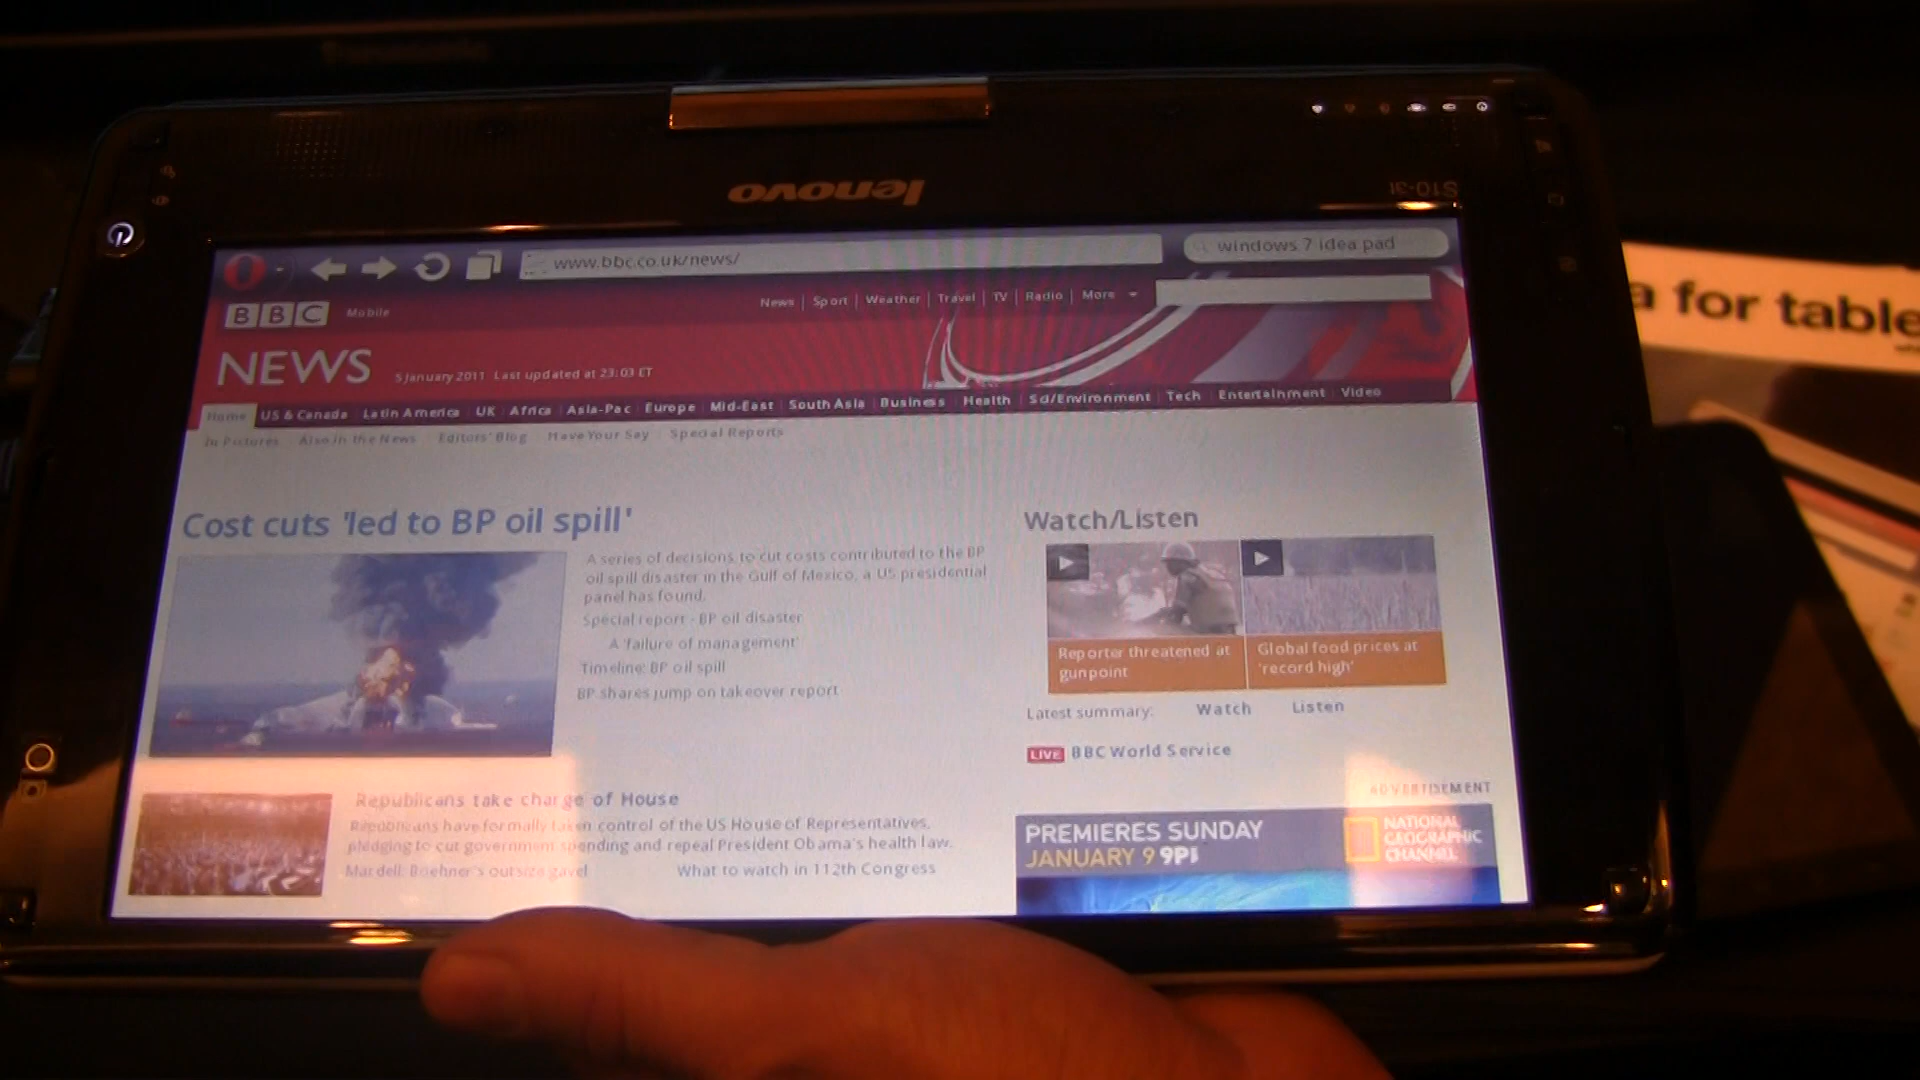 lenovo
S10-3t
www.bbc.co.uk/news/
windows 7 idea pad
BBC Mobile
News Sport Weather Travel TV Radio More
NEWS 5 January 2011 Last updated at 23:03 ET
Home US & Canada Latin America UK Africa Asia-Pac Europe Mid-East South Asia Business Health Sci/Environment Tech Entertainment Video
In Pictures Also in the News Editors' Blog Have Your Say Special Reports
Cost cuts 'led to BP oil spill'
A series of decisions to cut costs contributed to the BP
oil spill disaster in the Gulf of Mexico, a US presidential
panel has found.
Special report - BP oil disaster
A 'failure of management'
Timeline: BP oil spill
BP shares jump on takeover report
Watch/Listen
Reporter threatened at
gunpoint
Global food prices at
'record high'
Latest summary: Watch Listen
LIVE BBC World Service
Republicans take charge of House
Republicans have formally taken control of the US House of Representatives,
pledging to cut government spending and repeal President Obama's health law.
Mardell: Boehner's outsize gavel What to watch in 112th Congress
ADVERTISEMENT
PREMIERES SUNDAY
JANUARY 9 9PM
NATIONAL
GEOGRAPHIC
CHANNEL
a for table